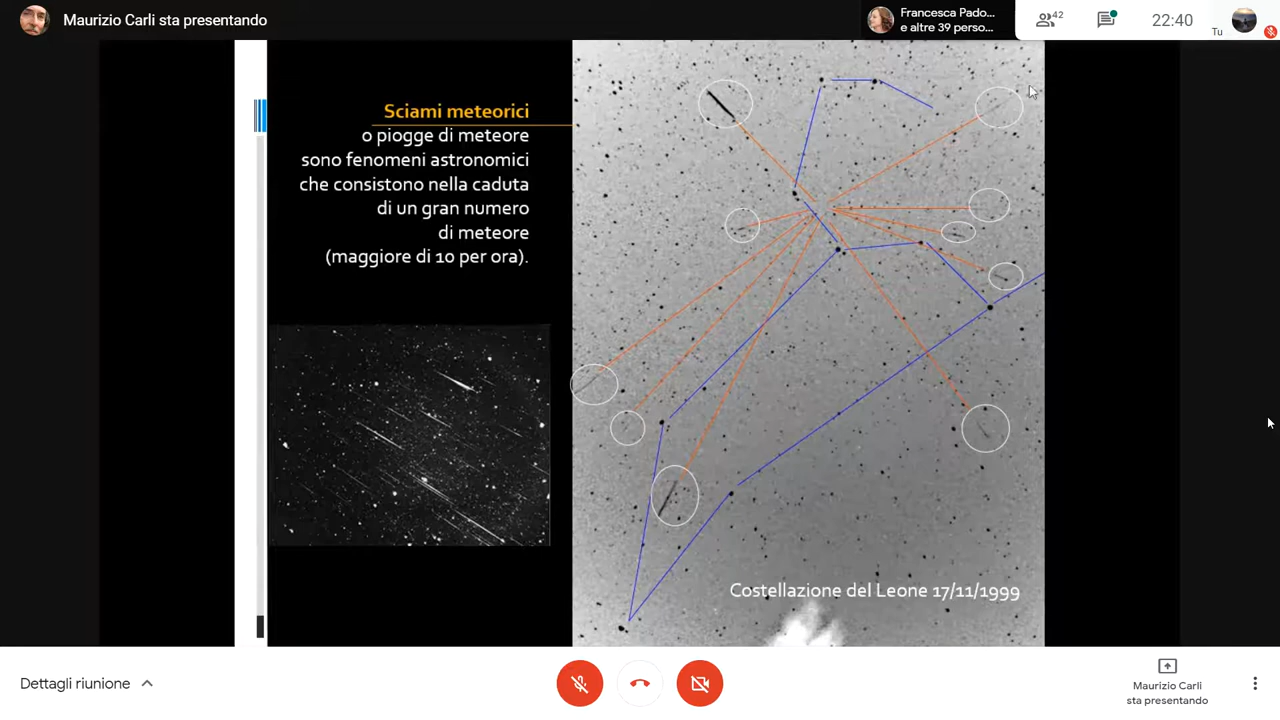 Maurizio Carli sta presentando
Francesca Pado...
e altre 39 perso...
42
22:40
Tu
Sciami meteorici
o piogge di meteore
sono fenomeni astronomici
che consistono nella caduta
di un gran numero
di meteore
(maggiore di 10 per ora).
Costellazione del Leone 17/11/1999
Dettagli riunione
Maurizio Carli
sta presentando